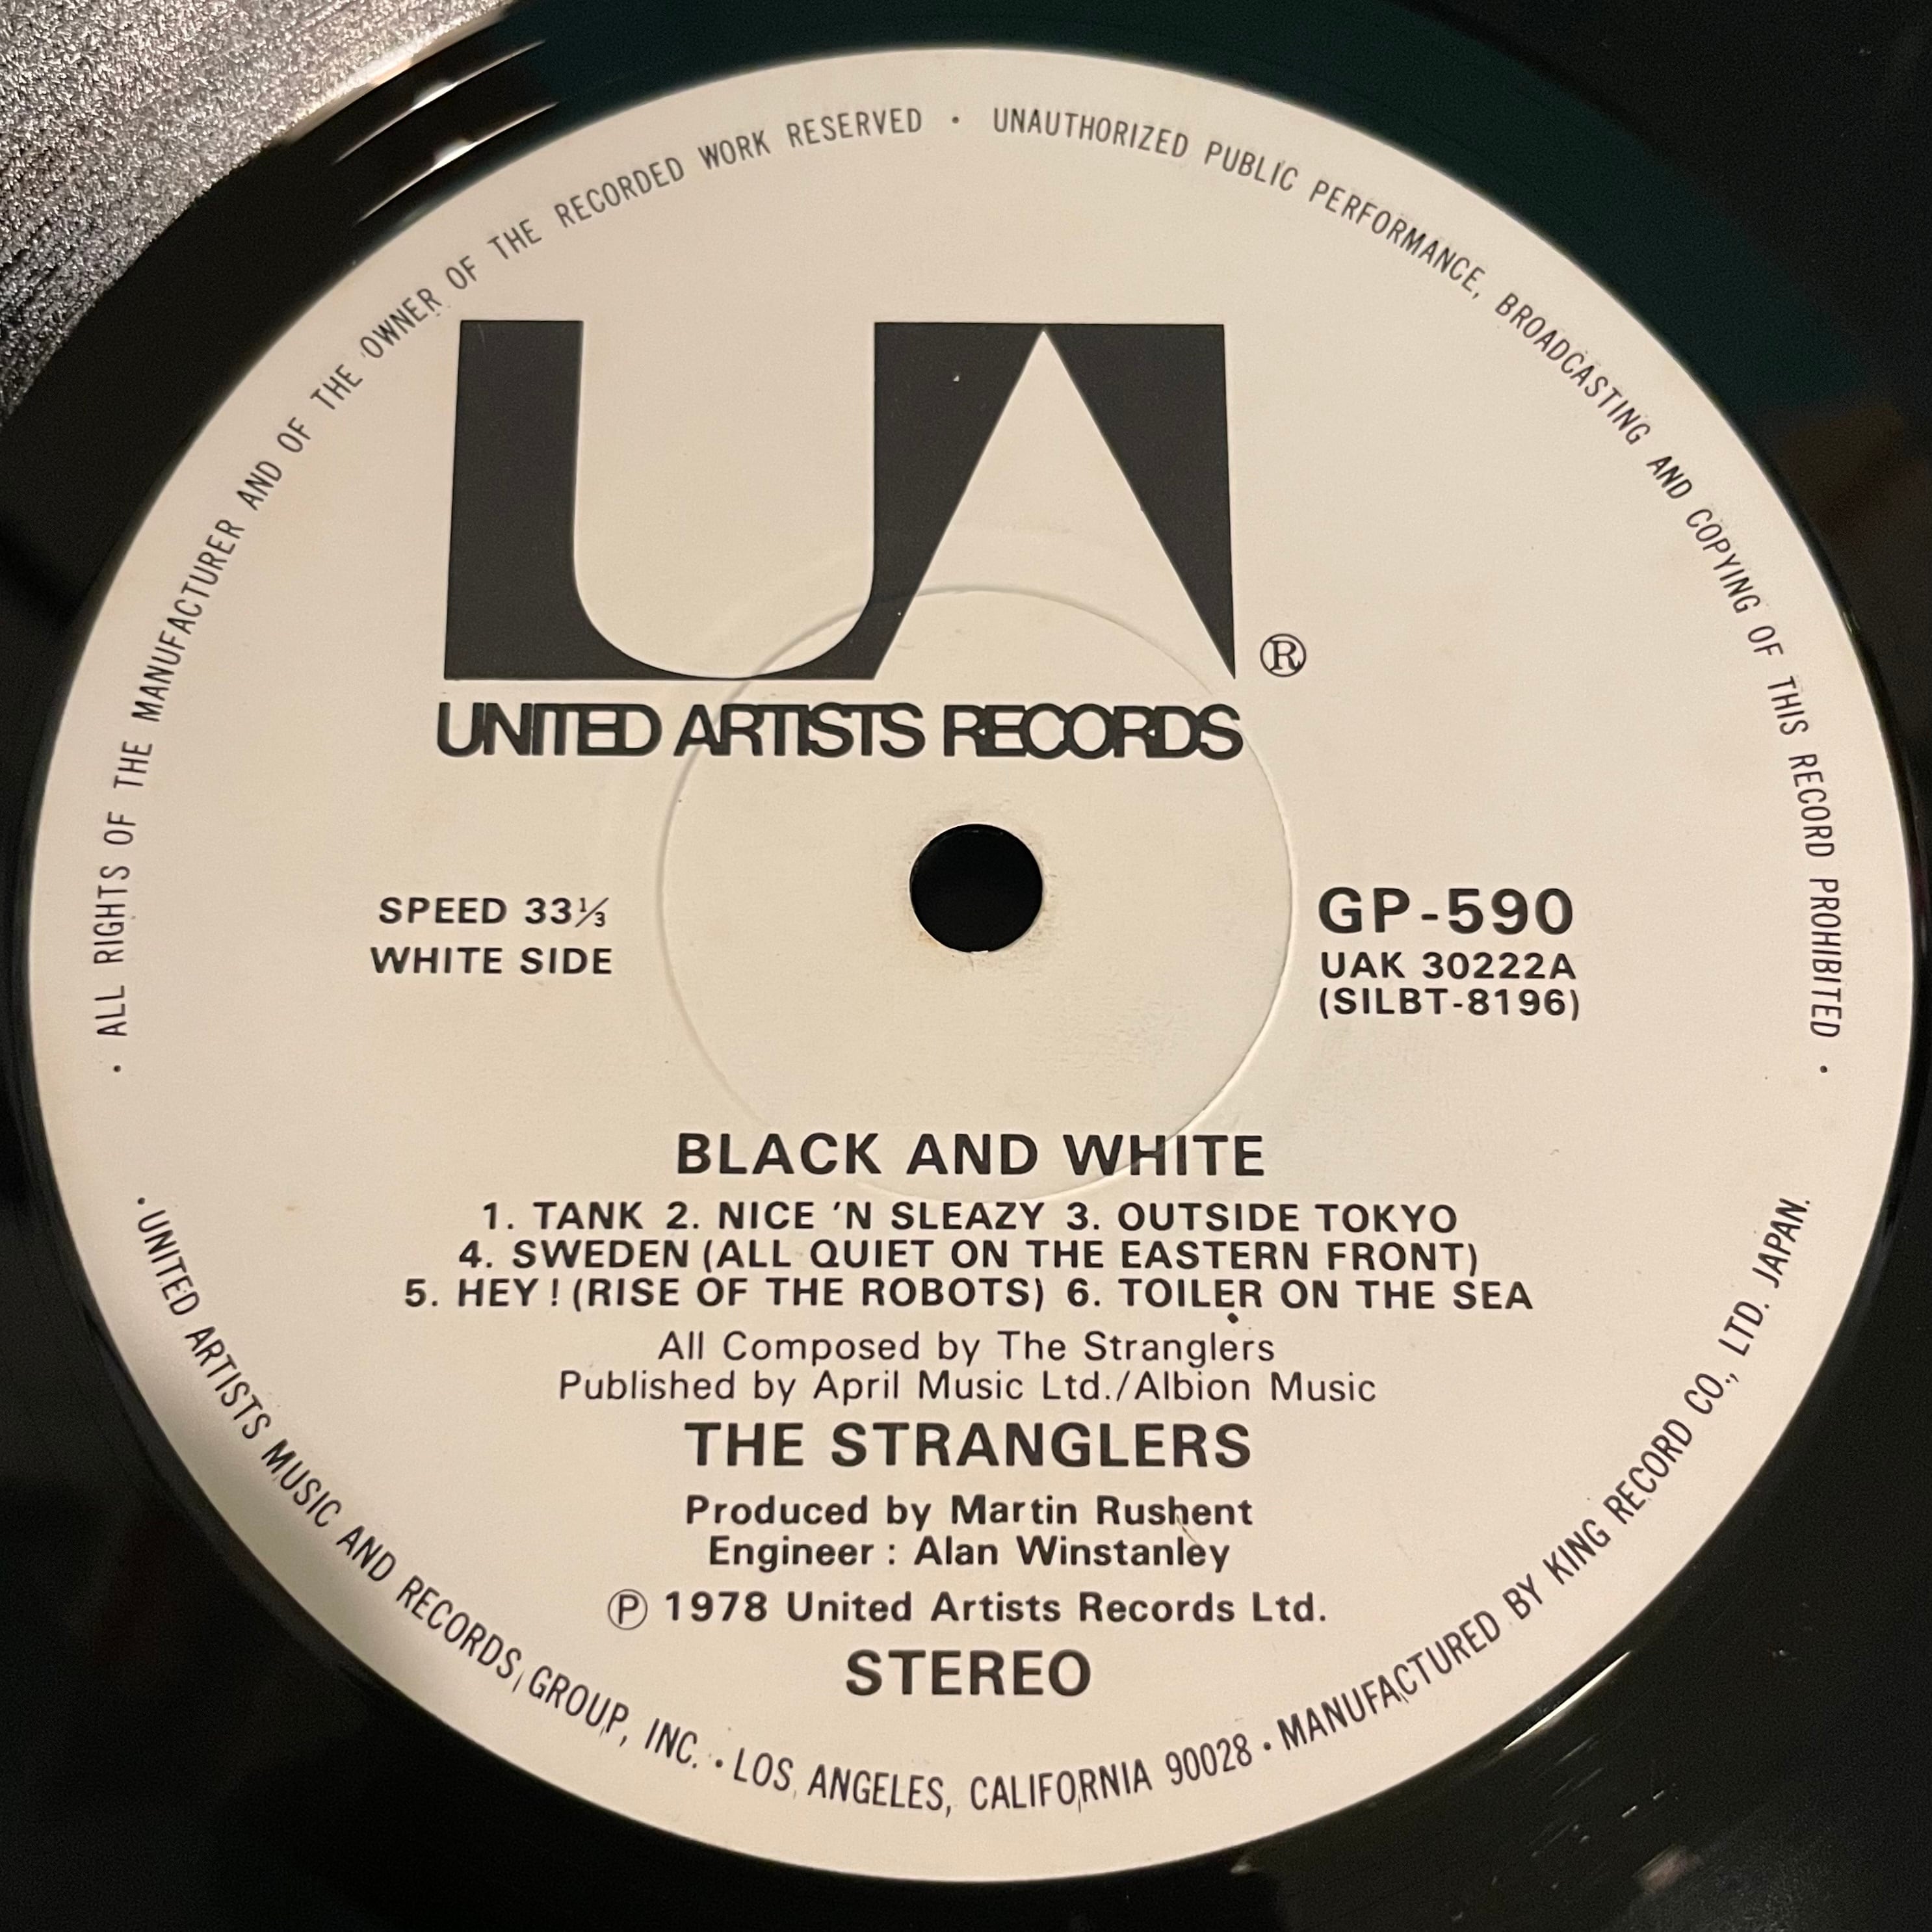 · ALL RIGHTS OF THE MANUFACTURER AND OF THE OWNER OF THE RECORDED WORK RESERVED · UNAUTHORIZED PUBLIC PERFORMANCE, BROADCASTING AND COPYING OF THIS RECORD PROHIBITED ·
UA ®
UNITED ARTISTS RECORDS
SPEED 33⅓
WHITE SIDE
GP-590
UAK 30222A
(SILBT-8196)
BLACK AND WHITE
1. TANK 2. NICE 'N SLEAZY 3. OUTSIDE TOKYO
4. SWEDEN (ALL QUIET ON THE EASTERN FRONT)
5. HEY! (RISE OF THE ROBOTS) 6. TOILER ON THE SEA
All Composed by The Stranglers
Published by April Music Ltd./Albion Music
THE STRANGLERS
Produced by Martin Rushent
Engineer : Alan Winstanley
Ⓟ 1978 United Artists Records Ltd.
STEREO
· UNITED ARTISTS MUSIC AND RECORDS GROUP, INC. · LOS ANGELES, CALIFORNIA 90028 · MANUFACTURED BY KING RECORD CO., LTD. JAPAN.